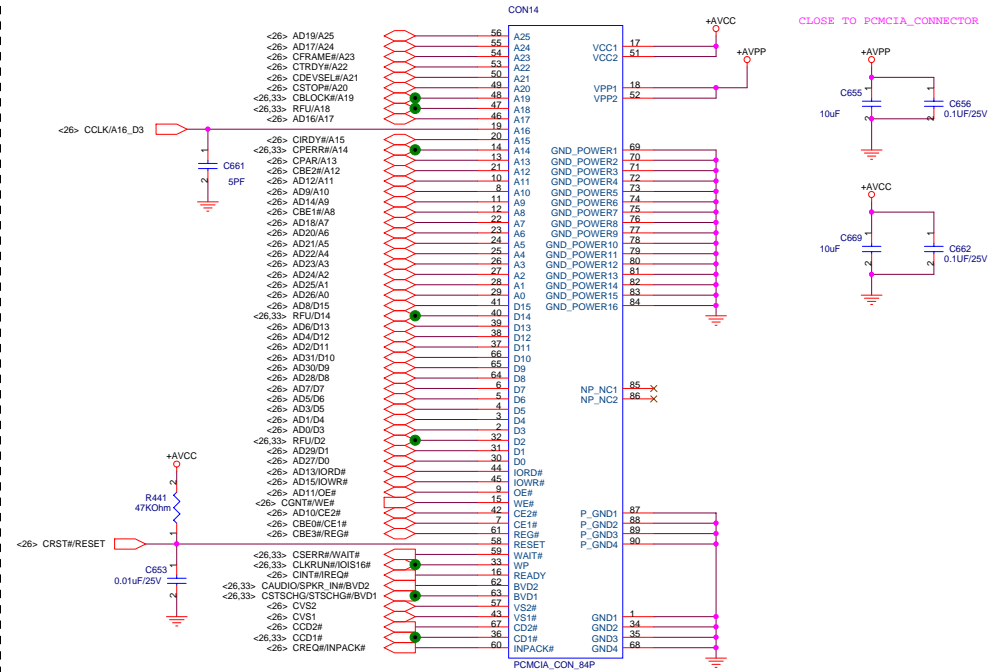 CON14
<26> AD19/A25 56 A25
<26> AD17/A24 55 A24
<26> CFRAME#/A23 54 A23
<26> CTRDY#/A22 53 A22
<26> CDEVSEL#/A21 50 A21
<26> CSTOP#/A20 49 A20
<26,33> CBLOCK#/A19 48 A19
<26,33> RFU/A18 47 A18
<26> AD16/A17 46 A17
<26> CCLK/A16_D3 19 A16
<26> CIRDY#/A15 20 A15
<26,33> CPERR#/A14 14 A14
<26> CPAR/A13 13 A13
<26> CBE2#/A12 21 A12
<26> AD12/A11 10 A11
<26> AD9/A10 8 A10
<26> AD14/A9 11 A9
<26> CBE1#/A8 12 A8
<26> AD18/A7 22 A7
<26> AD20/A6 23 A6
<26> AD21/A5 24 A5
<26> AD22/A4 25 A4
<26> AD23/A3 26 A3
<26> AD24/A2 27 A2
<26> AD25/A1 28 A1
<26> AD26/A0 29 A0
<26> AD8/D15 41 D15
<26,33> RFU/D14 40 D14
<26> AD6/D13 39 D13
<26> AD4/D12 38 D12
<26> AD2/D11 37 D11
<26> AD31/D10 66 D10
<26> AD30/D9 65 D9
<26> AD28/D8 64 D8
<26> AD7/D7 6 D7
<26> AD5/D6 5 D6
<26> AD3/D5 4 D5
<26> AD1/D4 3 D4
<26> AD0/D3 2 D3
<26,33> RFU/D2 32 D2
<26> AD29/D1 31 D1
<26> AD27/D0 30 D0
<26> AD13/IORD# 44 IORD#
<26> AD15/IOWR# 45 IOWR#
<26> AD11/OE# 9 OE#
<26> CGNT#/WE# 15 WE#
<26> AD10/CE2# 42 CE2#
<26> CBE0#/CE1# 7 CE1#
<26> CBE3#/REG# 61 REG#
<26> CRST#/RESET 58 RESET
<26,33> CSERR#/WAIT# 59 WAIT#
<26,33> CLKRUN#/IOIS16# 33 WP
<26> CINT#/IREQ# 16 READY
<26,33> CAUDIO/SPKR_IN#/BVD2 62 BVD2
<26,33> CSTSCHG/STSCHG#/BVD1 63 BVD1
<26> CVS2 57 VS2#
<26> CVS1 43 VS1#
<26> CCD2# 67 CD2#
<26,33> CCD1# 36 CD1#
<26> CREQ#/INPACK# 60 INPACK#
PCMCIA_CON_84P
1
C661
5PF
2
+AVCC
2
R441
47KOhm
1
1
C653
0.01uF/25V
2
+AVCC
VCC1 17
VCC2 51
+AVPP
VPP1 18
VPP2 52
GND_POWER1 69
GND_POWER2 70
GND_POWER3 71
GND_POWER4 72
GND_POWER5 73
GND_POWER6 74
GND_POWER7 75
GND_POWER8 76
GND_POWER9 77
GND_POWER10 78
GND_POWER11 79
GND_POWER12 80
GND_POWER13 81
GND_POWER14 82
GND_POWER15 83
GND_POWER16 84
NP_NC1 85
NP_NC2 86
P_GND1 87
P_GND2 88
P_GND3 89
P_GND4 90
GND1 1
GND2 34
GND3 35
GND4 68
CLOSE TO PCMCIA_CONNECTOR
+AVPP
1 1
C655 C656
10uF 0.1UF/25V
2 2
+AVCC
1 1
C669 C662
10uF 0.1UF/25V
2 2